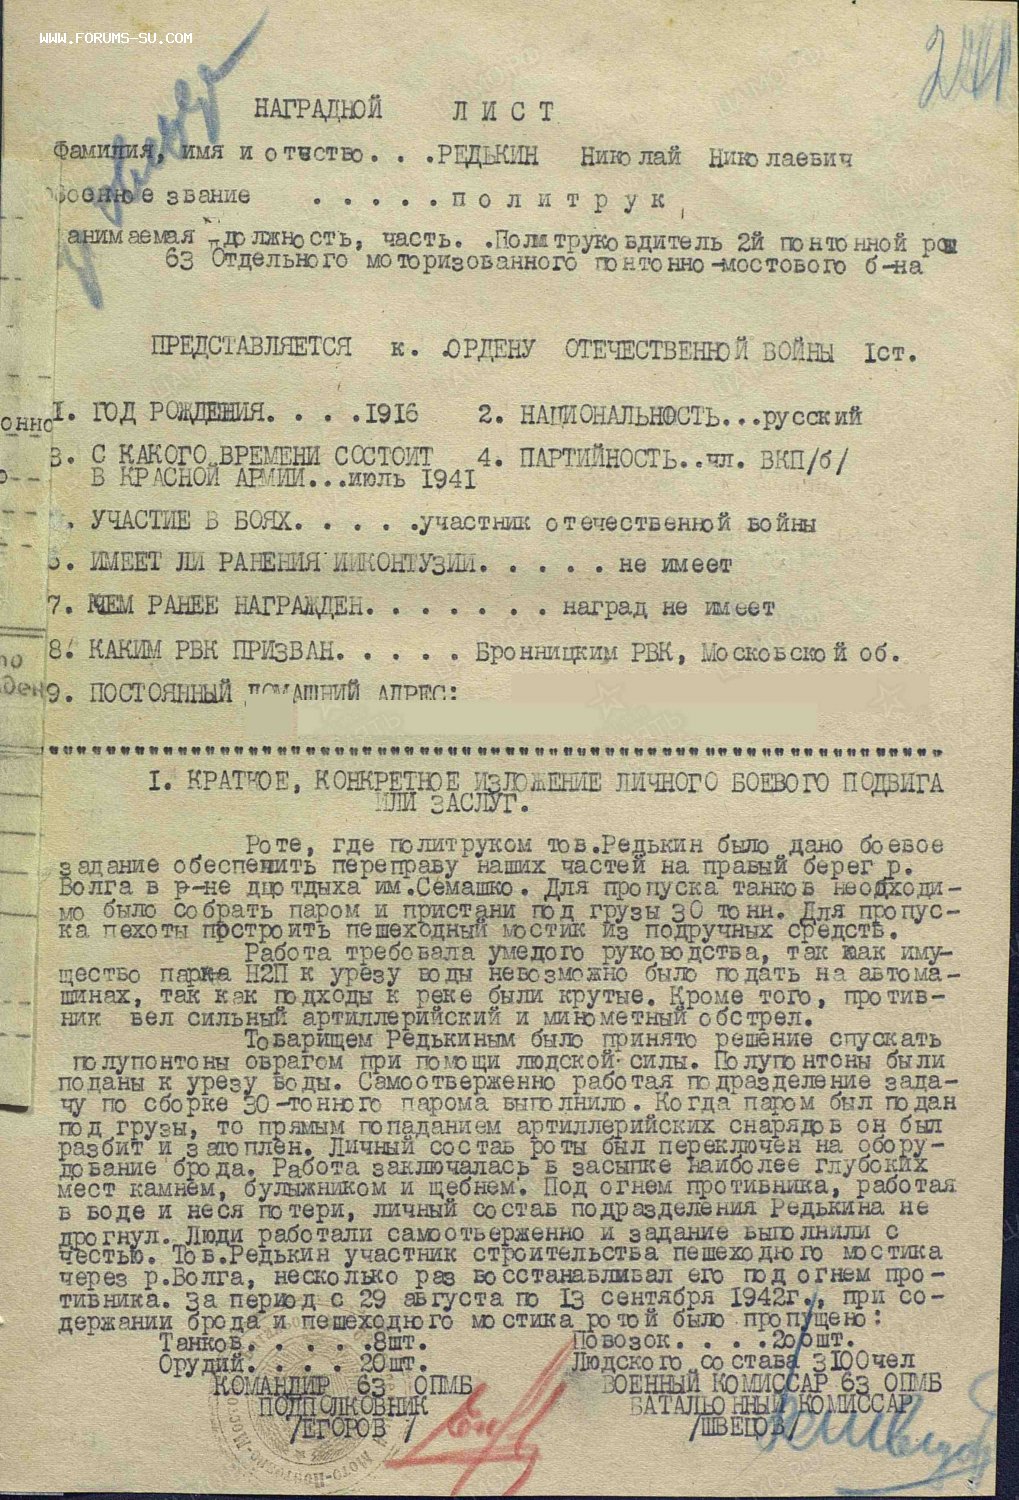 WWW.FORUMS-SU.COM
НАГРАДНОЙ ЛИСТ
Фамилия, имя и отчество. . .РЕДЬКИН Николай Николаевич
военное звание . . . . . политрук
анимаемая должность, часть. .Политруководитель 2й понтонной роты
63 Отдельного моторизованного понтонно-мостового б-на
ПРЕДСТАВЛЯЕТСЯ к. .ОРДЕНУ ОТЕЧЕСТВЕННОЙ ВОЙНЫ Iст.
онно
I. ГОД РОЖДЕНИЯ. . . .1916 2. НАЦИОНАЛЬНОСТЬ...русский
3. С КАКОГО ВРЕМЕНИ СОСТОИТ 4. ПАРТИЙНОСТЬ..чл. ВКП/б/
В КРАСНОЙ АРМИИ...июль 1941
. УЧАСТИЕ В БОЯХ. . . . .участник отечественной войны
6. ИМЕЕТ ЛИ РАНЕНИЯ ИИКОНТУЗИИ. . . . . не имеет
7. ЧЕМ РАНЕЕ НАГРАЖДЕН. . . . . . . наград не имеет
8. КАКИМ РВК ПРИЗВАН. . . . . Бронницким РВК, Московской об.
ден
9. ПОСТОЯННЫЙ ДОМАШНИЙ АДРЕС:
I. КРАТКОЕ, КОНКРЕТНОЕ ИЗЛОЖЕНИЕ ЛИЧНОГО БОЕВОГО ПОДВИГА
ИЛИ ЗАСЛУГ.
Роте, где политруком тов.Редькин было дано боевое
задание обеспечить переправу наших частей на правый берег р.
Волга в р-не д/отдыха им.Семашко. Для пропуска танков необходи-
мо было собрать паром и пристани под грузы 30 тонн. Для пропус-
ка пехоты построить пешеходный мостик из подручных средств.
Работа требовала умедого руководства, так как иму-
щество парка Н2П к урезу воды невозможно было подать на автома-
шинах, так как подходы к реке были крутые. Кроме того, против-
ник вел сильный артиллерийский и минометный обстрел.
Товарищем Редькиным было принято решение спускать
полупонтоны оврагом при помощи людской силы. Полупонтоны были
поданы к урезу воды. Самоотверженно работая подразделение зада-
чу по сборке 30-тонного парома выполнило. Когда паром был подан
под грузы, то прямым попаданием артиллерийских снарядов он был
разбит и затоплен. Личный состав роты был переключен на обору-
дование брода. Работа заключалась в засыпке наиболее глубоких
мест камнем, булыжником и щебнем. Под огнем противника, работая
в воде и неся потери, личный состав подразделения Редькина не
дрогнул. Люди работали самоотверженно и задание выполнили с
честью. Тов.Редькин участник строительства пешеходного мостика
через р.Волга, несколько раз восстанавливал его под огнем про-
тивника. За период с 29 августа по 13 сентября 1942г., при со-
держании брода и пешеходного мостика ротой было пропущено:
Танков. . . . . .8шт. Повозок. . . . .200шт.
Орудий. . . . . 20шт. Людского состава 3100чел
КОМАНДИР 63 ОПМБ ВОЕННЫЙ КОМИССАР 63 ОПМБ
ПОДПОЛКОВНИК БАТАЛЬОННЫЙ КОМИССАР
/ЕГОРОВ / /ШВЕЦОВ/